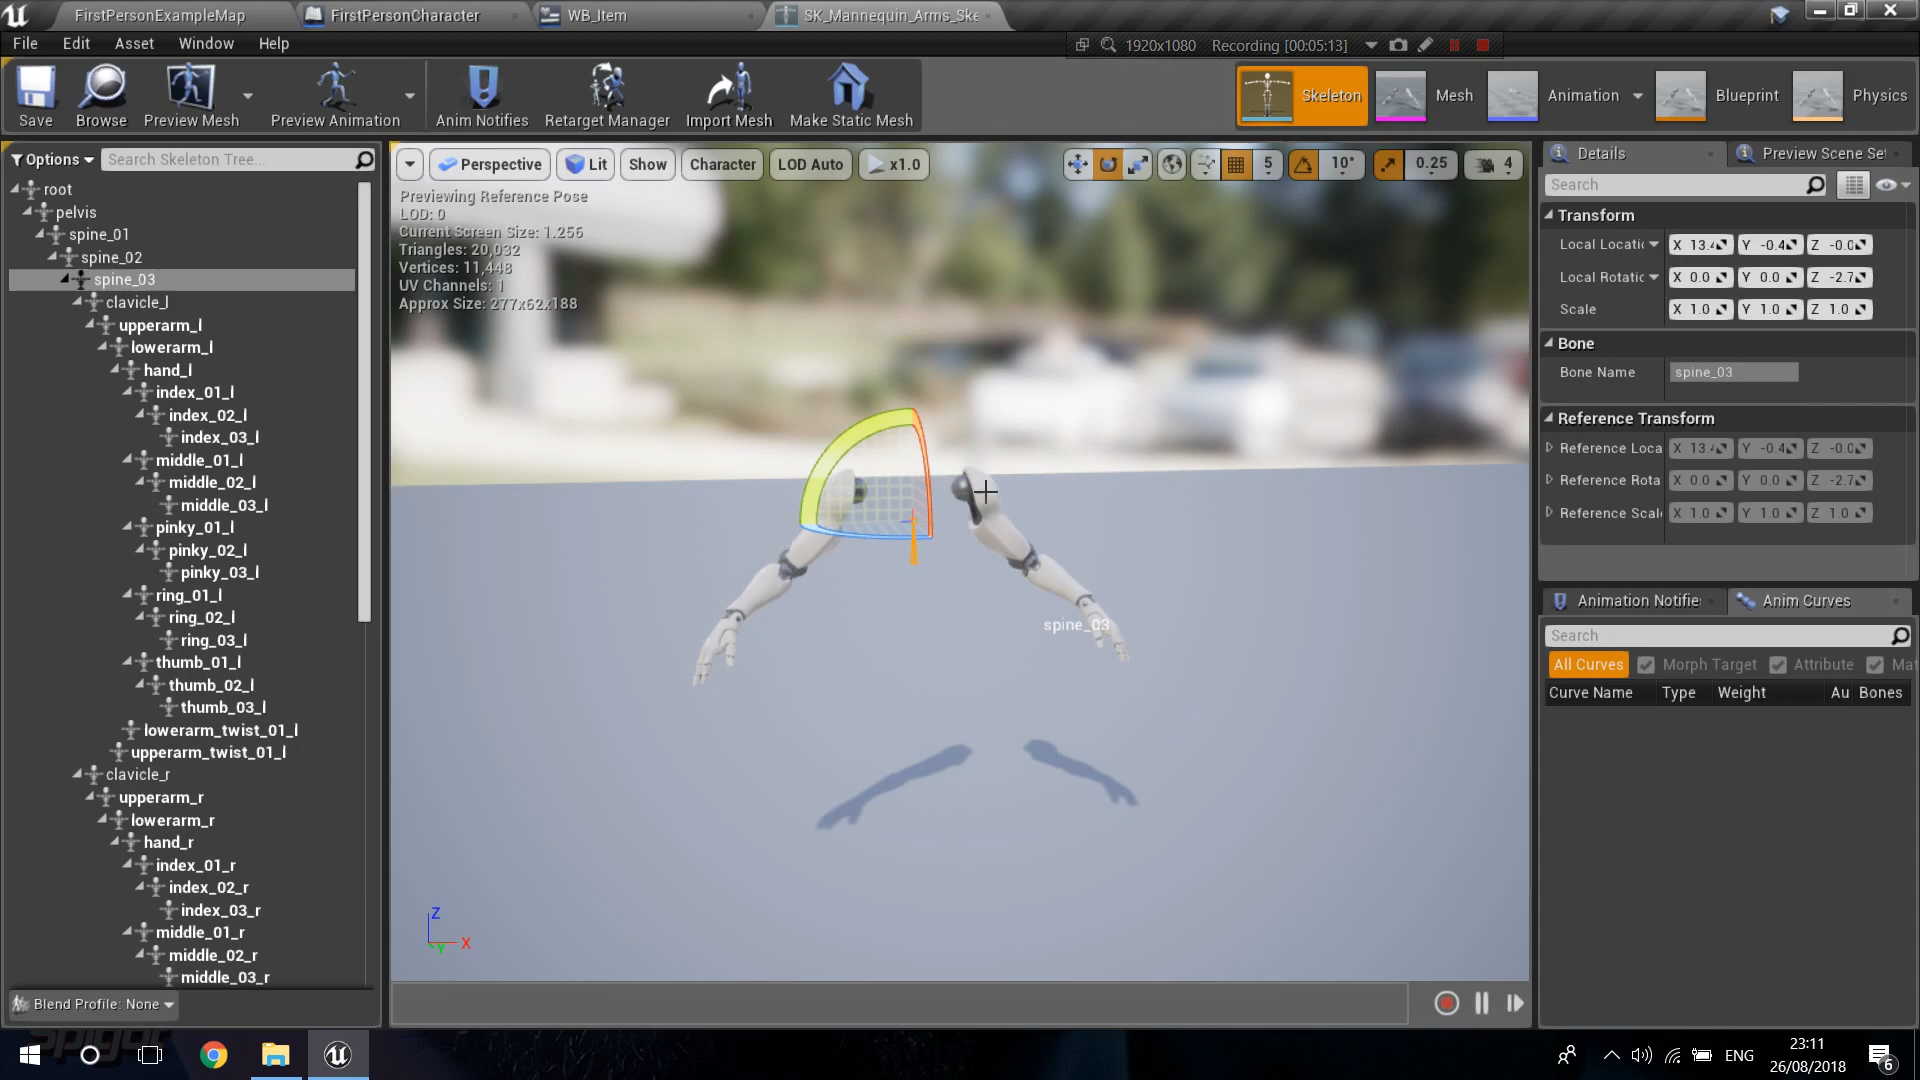 FirstPersonExampleMap
FirstPersonCharacter
WB_Item
SK_Mannequin_Arms_Ske
File Edit Asset Window Help
1920x1080 Recording [00:05:13]
Save
Browse
Preview Mesh
Preview Animation
Anim Notifies
Retarget Manager
Import Mesh
Make Static Mesh
Skeleton
Mesh
Animation
Blueprint
Physics
Options
Search Skeleton Tree...
root
pelvis
spine_01
spine_02
spine_03
clavicle_l
upperarm_l
lowerarm_l
hand_l
index_01_l
index_02_l
index_03_l
middle_01_l
middle_02_l
middle_03_l
pinky_01_l
pinky_02_l
pinky_03_l
ring_01_l
ring_02_l
ring_03_l
thumb_01_l
thumb_02_l
thumb_03_l
lowerarm_twist_01_l
upperarm_twist_01_l
clavicle_r
upperarm_r
lowerarm_r
hand_r
index_01_r
index_02_r
index_03_r
middle_01_r
middle_02_r
middle_03_r
Blend Profile: None
Perspective Lit Show Character LOD Auto x1.0
5 10° 0.25 4
Previewing Reference Pose
LOD: 0
Current Screen Size: 1.256
Triangles: 20,032
Vertices: 11,448
UV Channels: 1
Approx Size: 277x62x188
spine_03
Z
Y
X
Details
Preview Scene Set
Search
Transform
Local Locatic X 13.4 Y -0.4 Z -0.0
Local Rotatic X 0.0 Y 0.0 Z -2.7
Scale X 1.0 Y 1.0 Z 1.0
Bone
Bone Name spine_03
Reference Transform
Reference Loca X 13.4 Y -0.4 Z -0.0
Reference Rota X 0.0 Y 0.0 Z -2.7
Reference Scal X 1.0 Y 1.0 Z 1.0
Animation Notifie
Anim Curves
Search
All Curves Morph Target Attribute Mat
Curve Name Type Weight Au Bones
ENG
23:11
26/08/2018
6